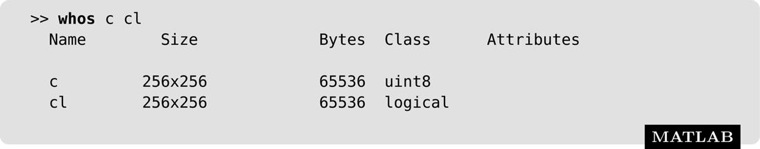 >> whos c cl
Name Size Bytes Class Attributes
c 256x256 65536 uint8
cl 256x256 65536 logical
MATLAB